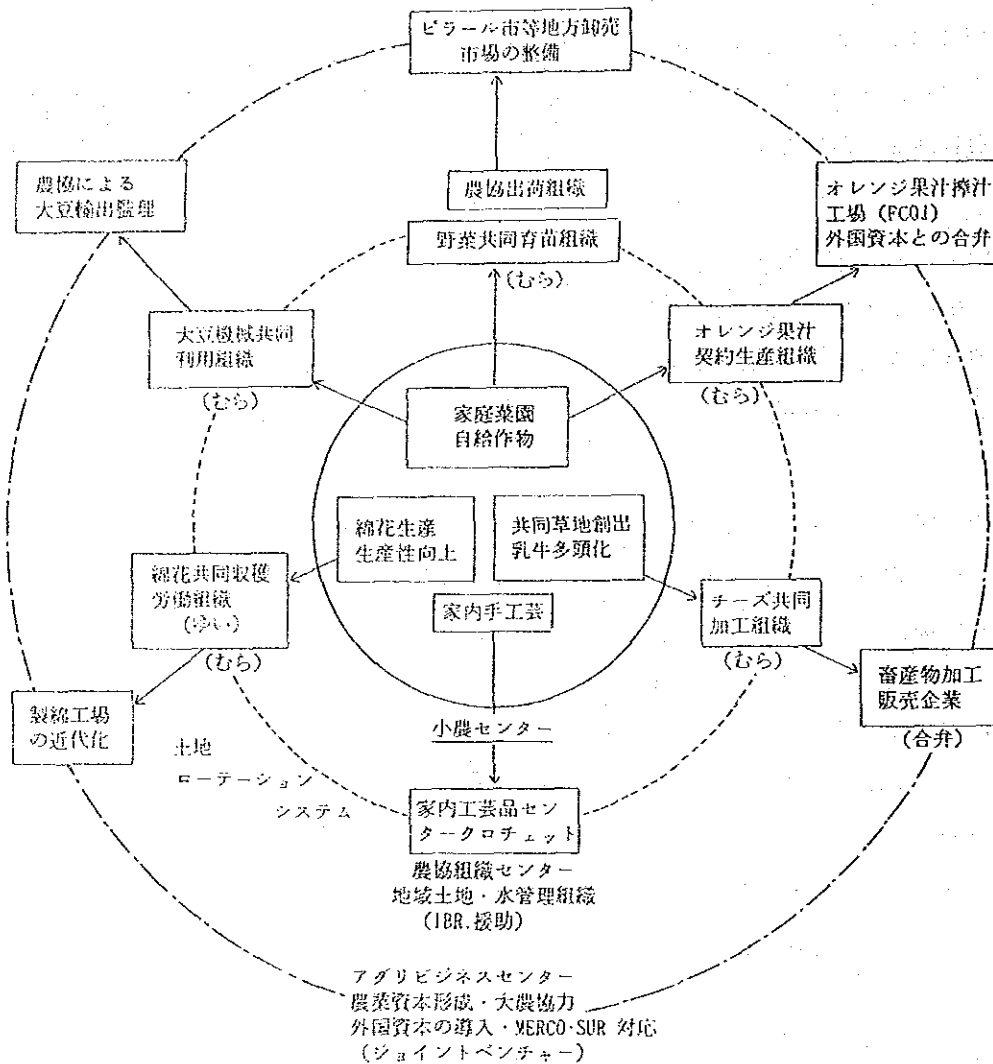 ピラール市等地方卸売
市場の整備
農協による
大豆輸出監理
農協出荷組織
オレンジ果汁搾汁
工場 (FCOJ)
外国資本との合弁
野菜共同育苗組織
(むら)
大豆機械共同
利用組織
(むら)
オレンジ果汁
契約生産組織
(むら)
家庭菜園
自給作物
綿花生産
生産性向上
共同草地創出
乳牛多頭化
綿花共同収穫
労働組織
(ゆい)
(むら)
家内手工芸
チーズ共同
加工組織
(むら)
製綿工場
の近代化
畜産物加工
販売企業
(合弁)
小農センター
土地
ローテーション
システム
家内工芸品セン
タークロチェット
農協組織センター
地域土地・水管理組織
(IBR.援助)
アグリビジネスセンター
農業資本形成・大農協力
外国資本の導入・MERCO・SUR 対応
(ジョイントベンチャー)